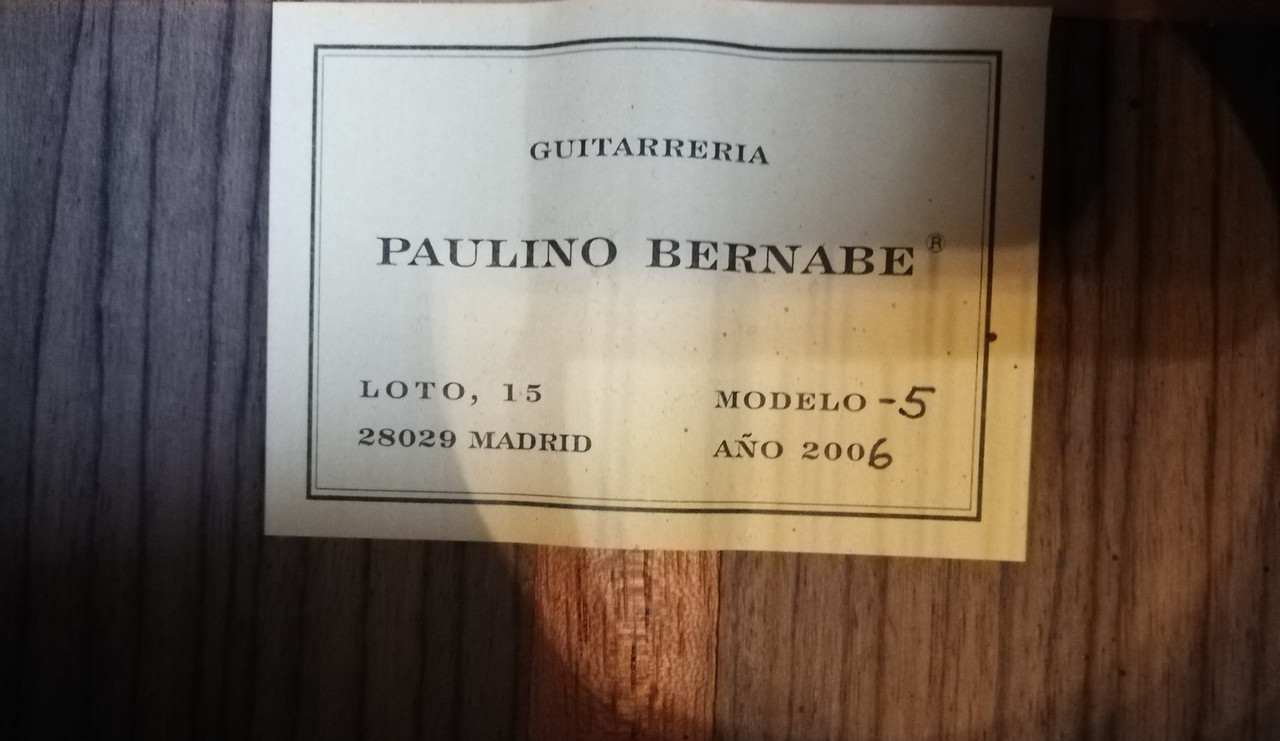 GUITARRERIA
PAULINO BERNABE ®
LOTO, 15
28029 MADRID
MODELO -5
AÑO 2006